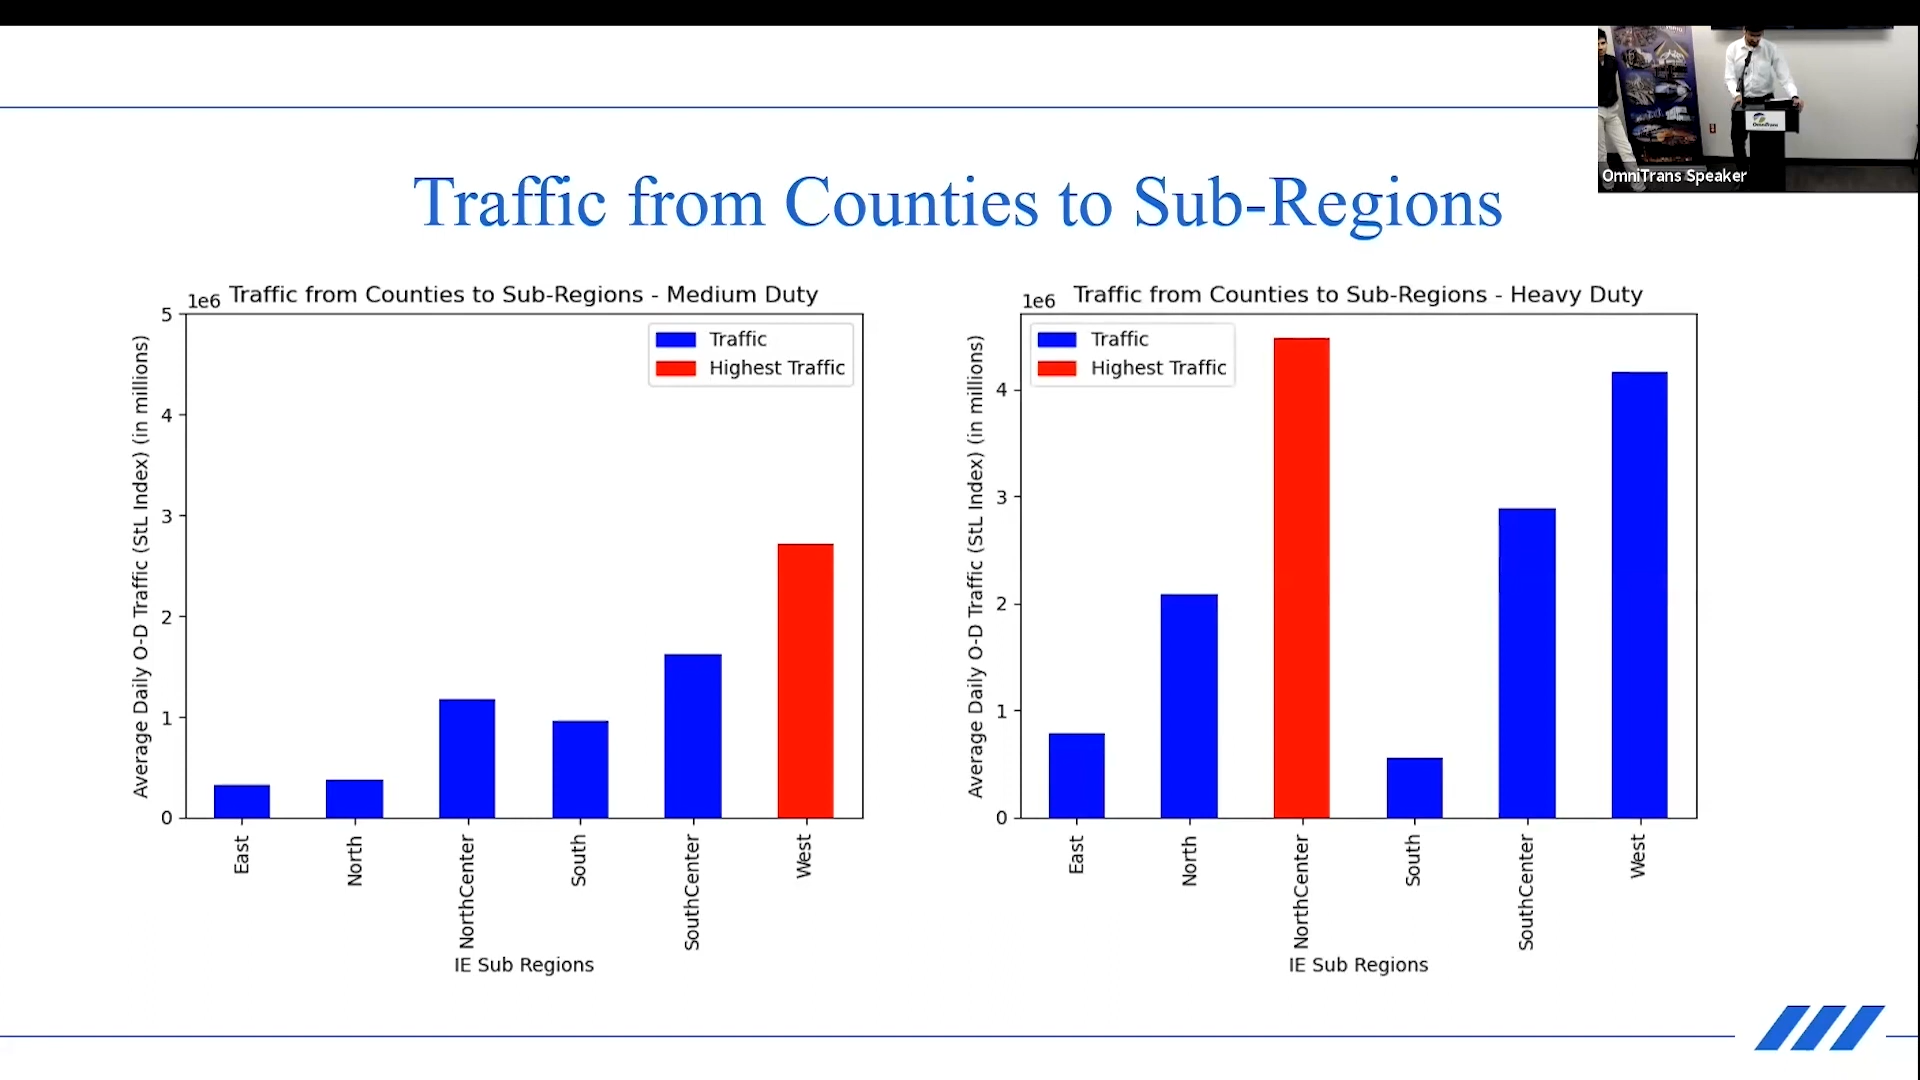 OmniTrans
OmniTrans Speaker
Traffic from Counties to Sub-Regions
Traffic from Counties to Sub-Regions - Medium Duty
1e6
Traffic
Highest Traffic
Average Daily O-D Traffic (StL Index) (in millions)
5
4
3
2
1
0
East
North
NorthCenter
South
SouthCenter
West
IE Sub Regions
Traffic from Counties to Sub-Regions - Heavy Duty
1e6
Traffic
Highest Traffic
Average Daily O-D Traffic (StL Index) (in millions)
4
3
2
1
0
East
North
NorthCenter
South
SouthCenter
West
IE Sub Regions